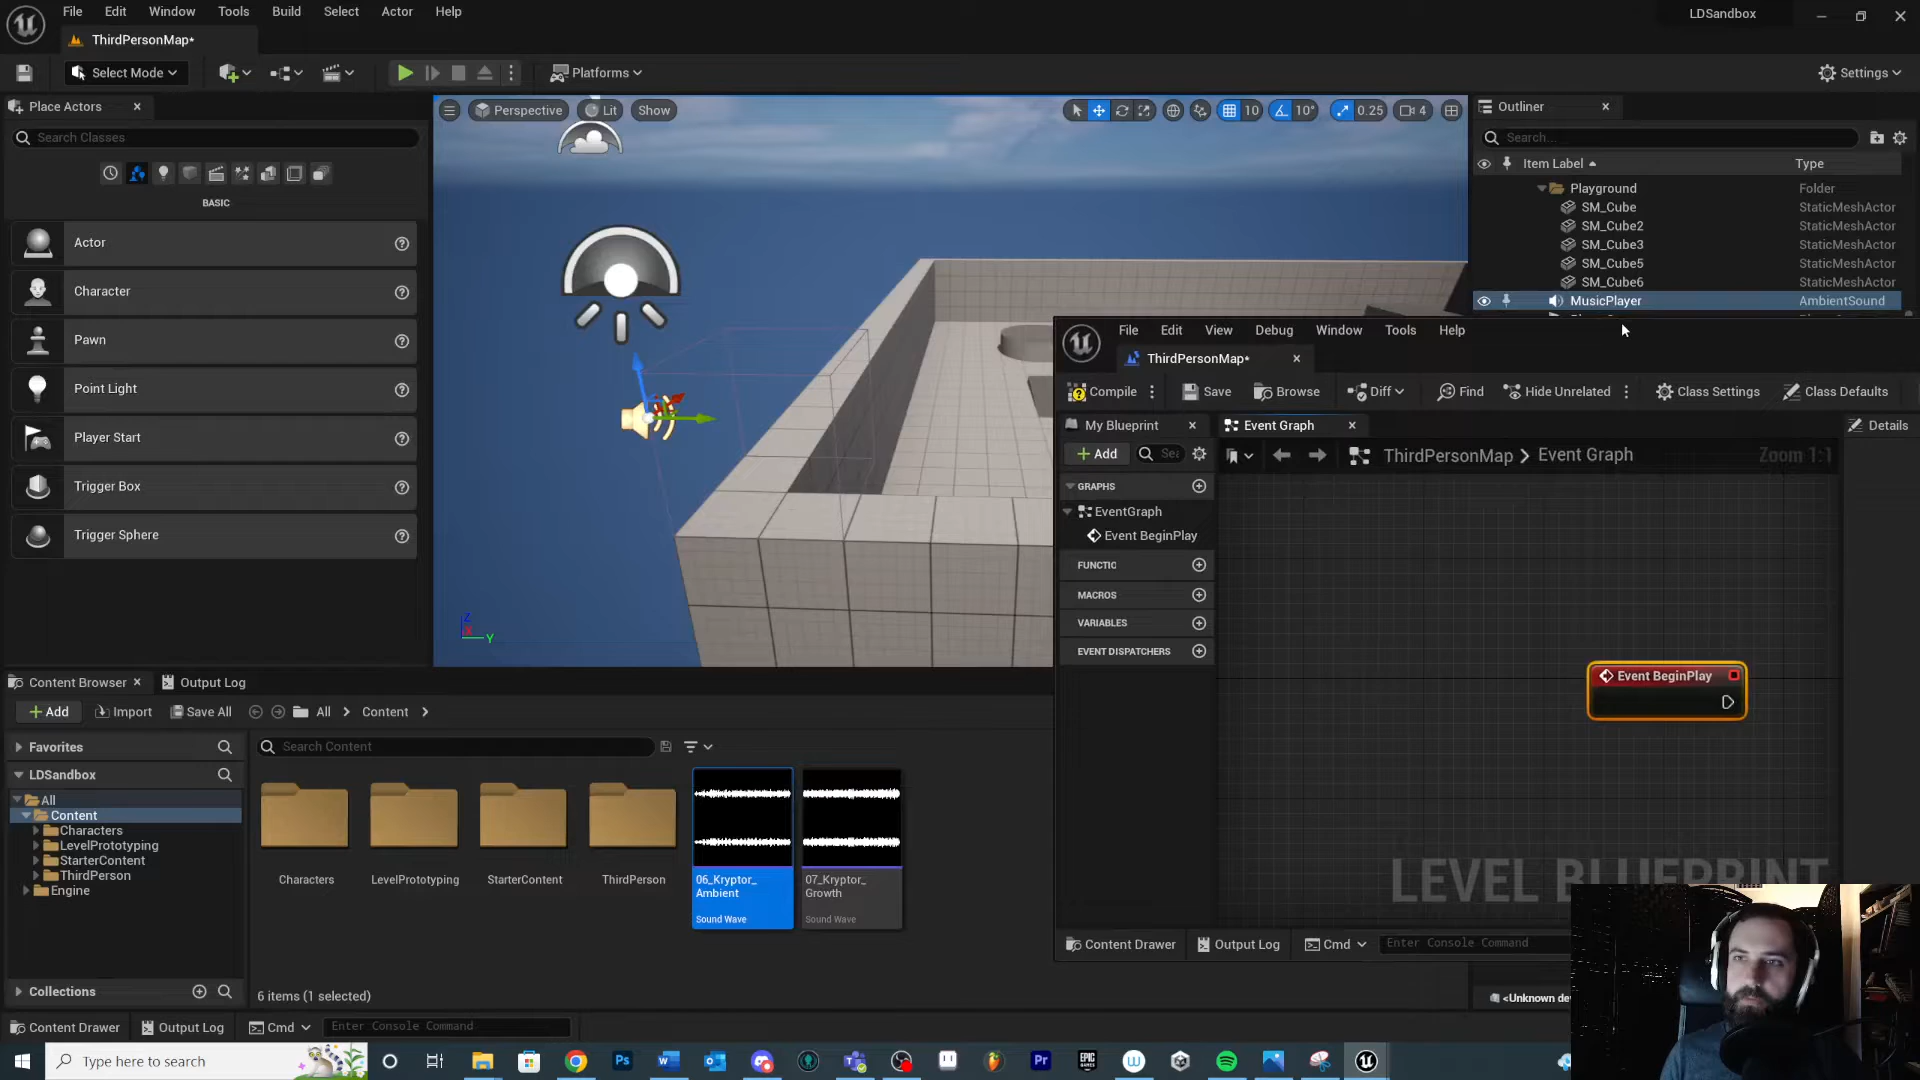 File Edit Window Tools Build Select Actor Help
LDSandbox
ThirdPersonMap*
Select Mode
Platforms
Settings
Place Actors
Search Classes
BASIC
Actor
Character
Pawn
Point Light
Player Start
Trigger Box
Trigger Sphere
Perspective Lit Show
10 10° 0.25 4
Z
X
Y
Outliner
Search...
Item Label Type
Playground Folder
SM_Cube StaticMeshActor
SM_Cube2 StaticMeshActor
SM_Cube3 StaticMeshActor
SM_Cube5 StaticMeshActor
SM_Cube6 StaticMeshActor
MusicPlayer AmbientSound
File Edit View Debug Window Tools Help
ThirdPersonMap*
Compile Save Browse Diff Find Hide Unrelated Class Settings Class Defaults
My Blueprint Event Graph Details
Add Sea
ThirdPersonMap > Event Graph
Zoom 1:1
GRAPHS
EventGraph
Event BeginPlay
FUNCTIC
MACROS
VARIABLES
EVENT DISPATCHERS
Event BeginPlay
LEVEL BLUEPRINT
Content Drawer Output Log Cmd Enter Console Command
Content Browser Output Log
Add Import Save All All > Content >
Favorites
LDSandbox
All
Content
Characters
LevelPrototyping
StarterContent
ThirdPerson
Engine
Collections
Search Content
Characters
LevelPrototyping
StarterContent
ThirdPerson
06_Kryptor_
Ambient
Sound Wave
07_Kryptor_
Growth
Sound Wave
6 items (1 selected)
<Unknown de
Content Drawer Output Log Cmd Enter Console Command
Type here to search